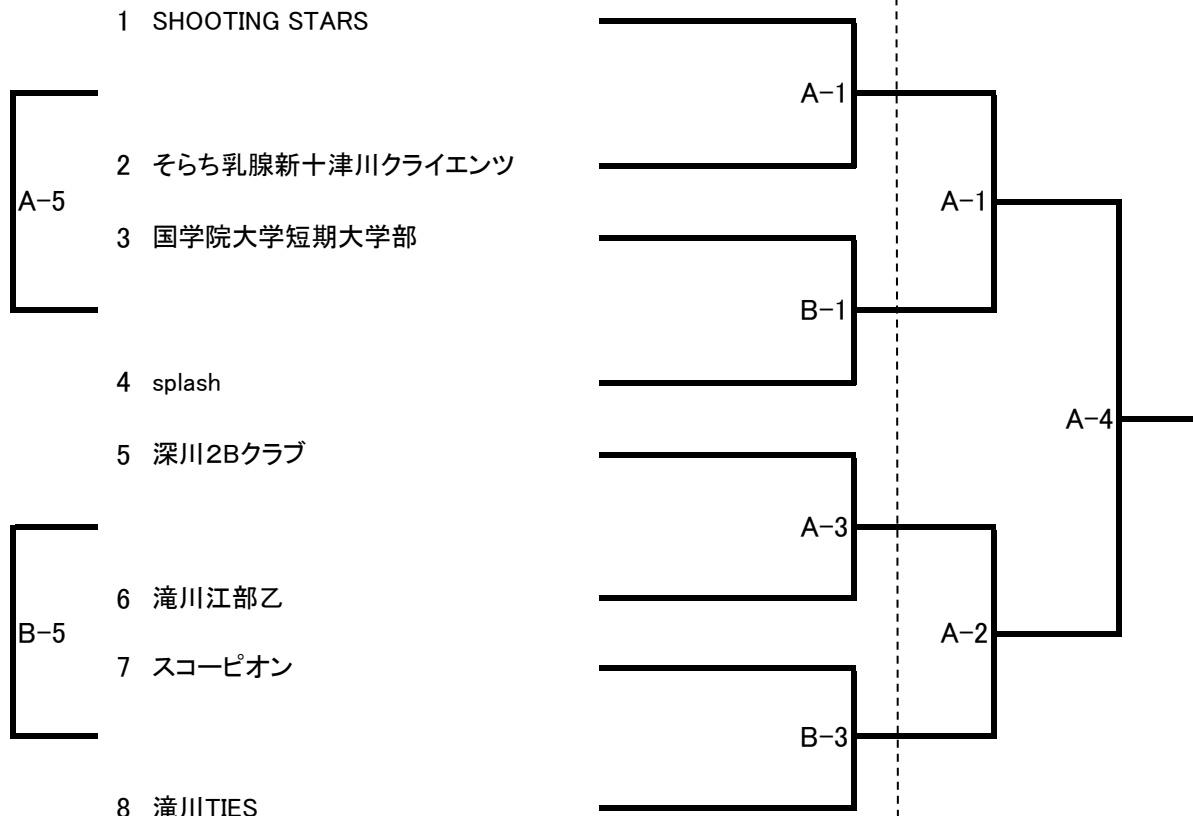 1 SHOOTING STARS
A-1
2 そらち乳腺新十津川クライエンツ
A-5
A-1
3 国学院大学短期大学部
B-1
4 splash
A-4
5 深川2Bクラブ
A-3
6 滝川江部乙
B-5
A-2
7 スコーピオン
B-3
8 滝川TIES